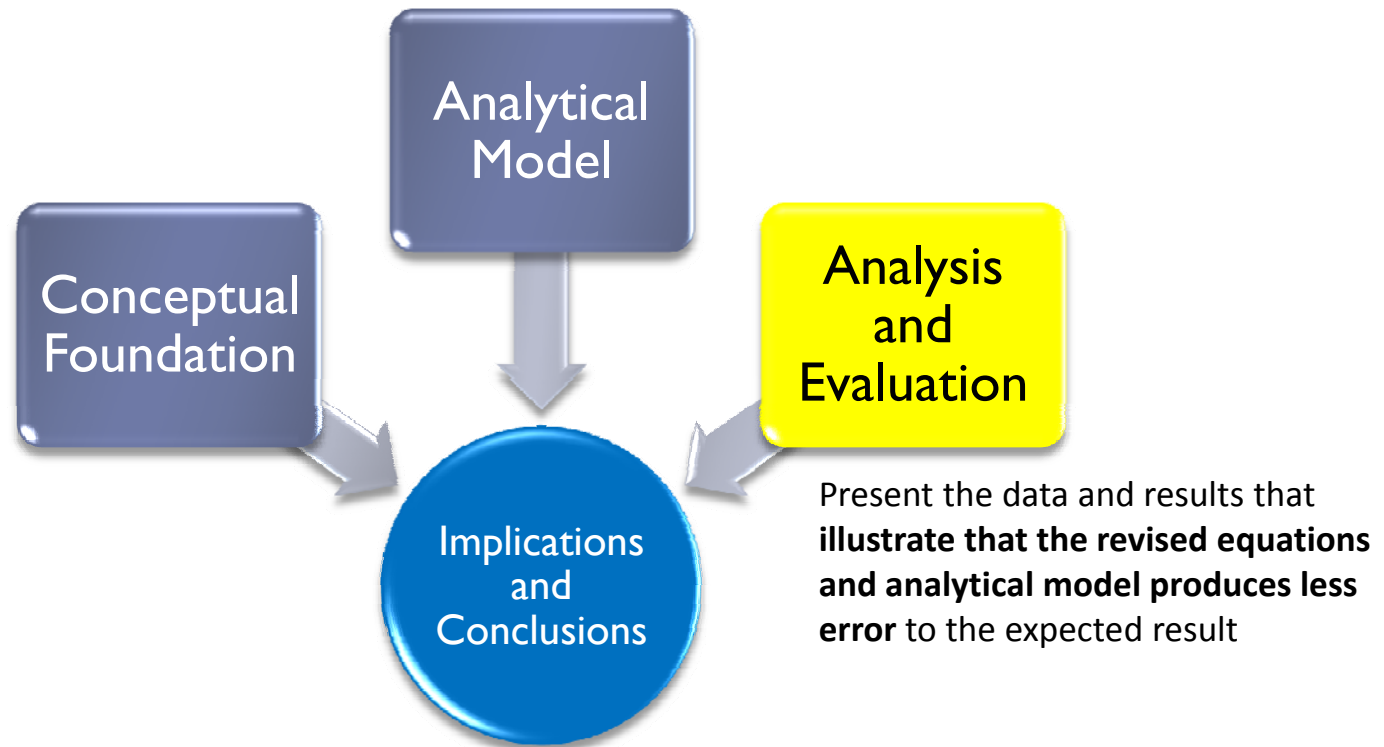 Analytical
Model
Conceptual
Foundation
Analysis
and
Evaluation
Implications
and
Conclusions
Present the data and results that
illustrate that the revised equations
and analytical model produces less
error to the expected result